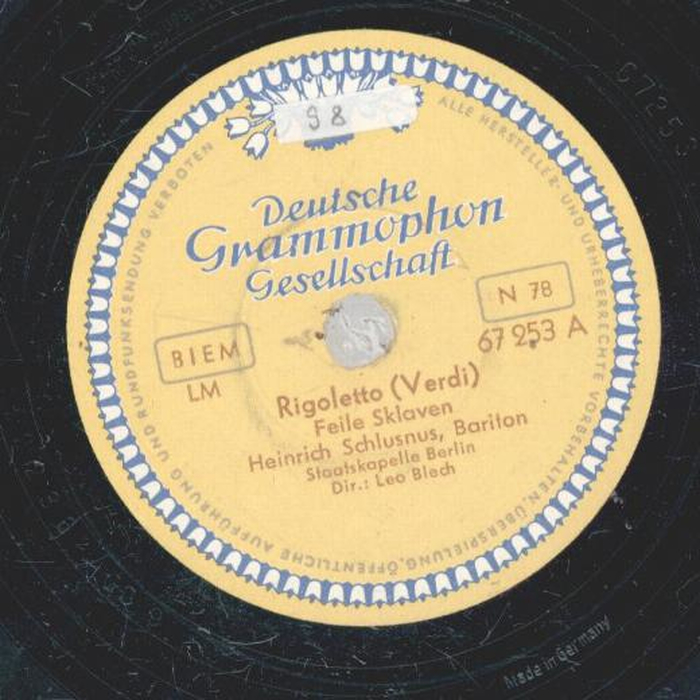 98
Deutsche
Grammophon
Gesellschaft
N 78
67 253 A
BIEM
LM
Rigoletto (Verdi)
Feile Sklaven
Heinrich Schlusnus, Bariton
Staatskapelle Berlin
Dir.: Leo Blech
ALLE HERSTELLER- UND URHEBERRECHTE VORBEHALTEN, ÜBERSPIELUNG, ÖFFENTLICHE AUFFÜHRUNG UND RUNDFUNKSENDUNG VERBOTEN
67253
Made in Germany